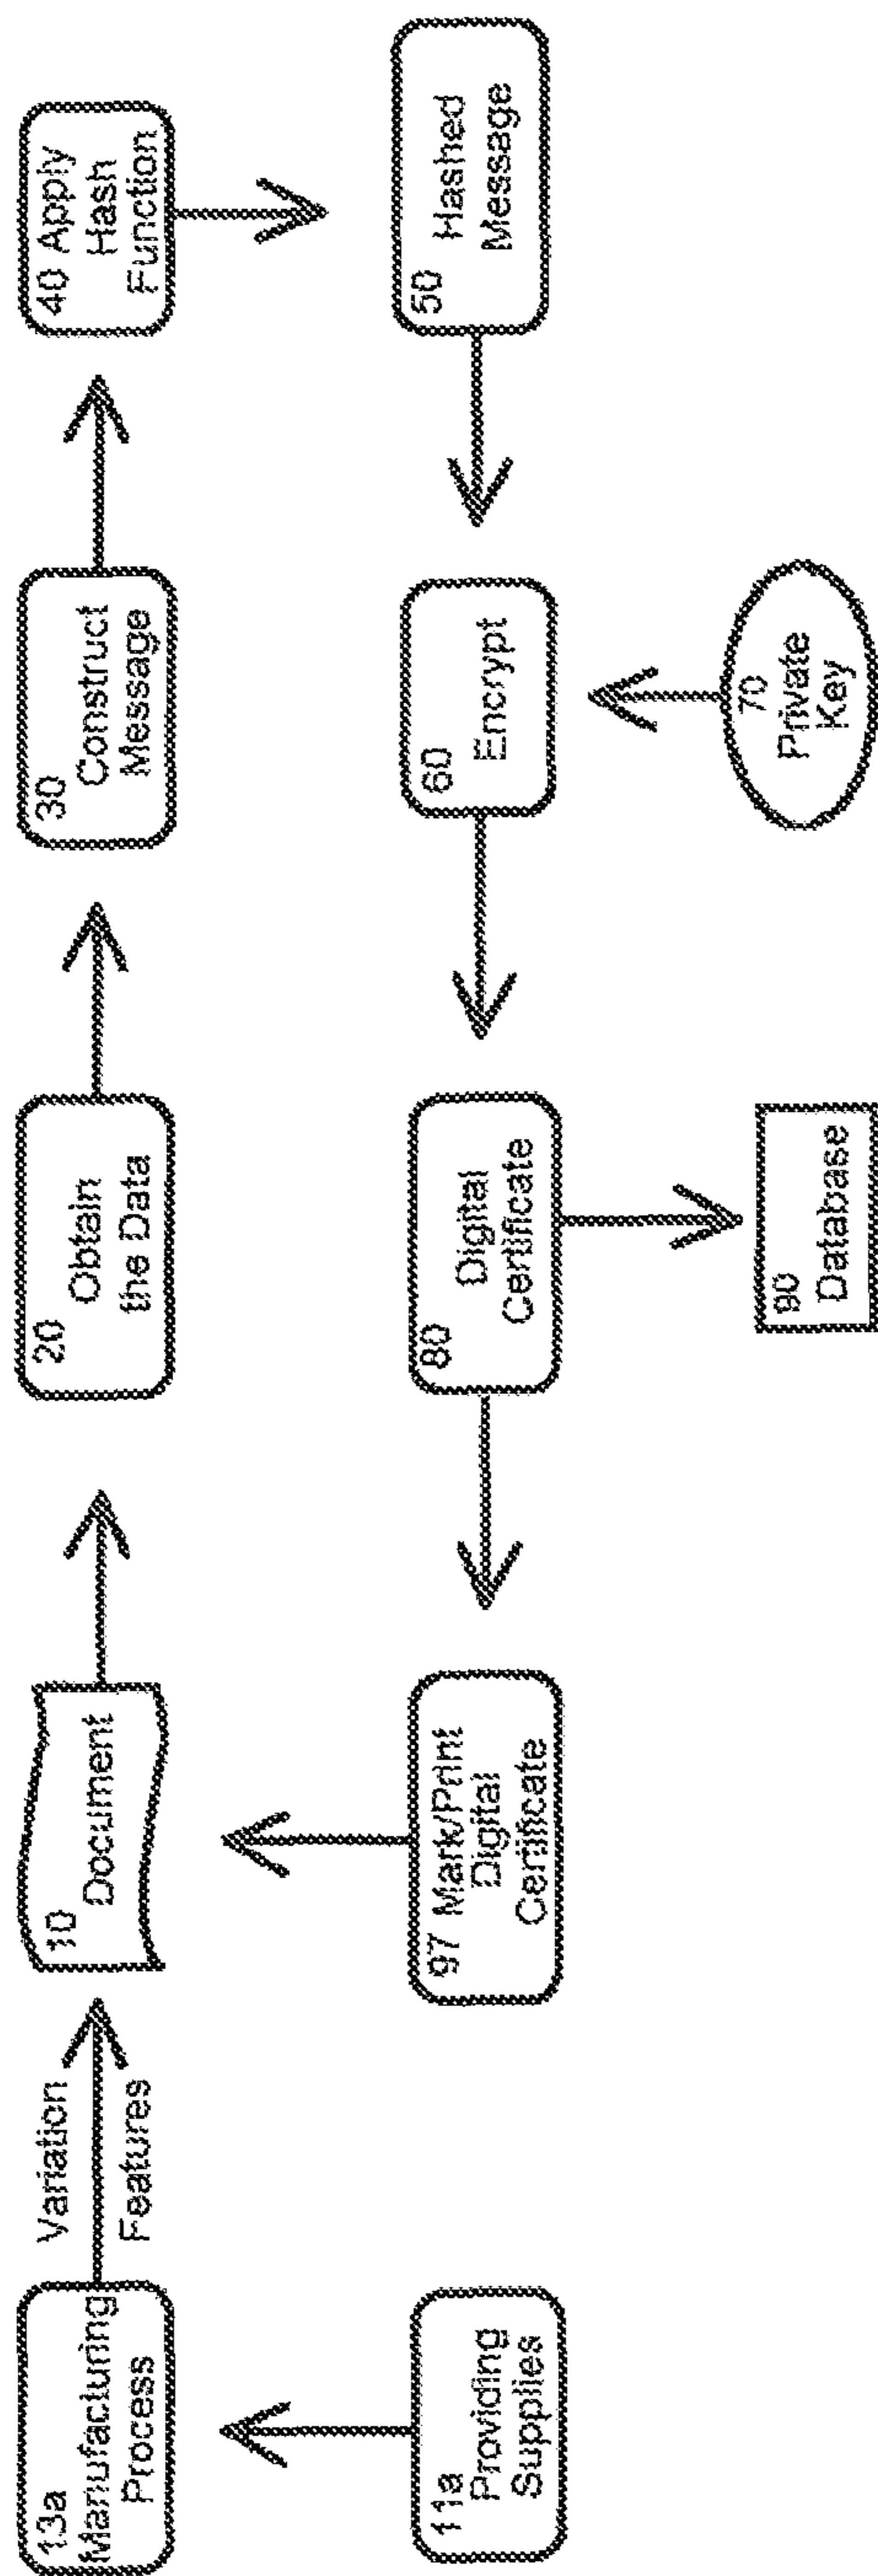 13a
Manufacturing
Process
Variation
Features
10
Document
20
Obtain
the Data
30
Construct
Message
40 Apply
Hash
Function
11a
Providing
Supplies
97 Mark/Print
Digital
Certificate
80
Digital
Certificate
60
Encrypt
50
Hashed
Message
90
Database
70
Private
Key